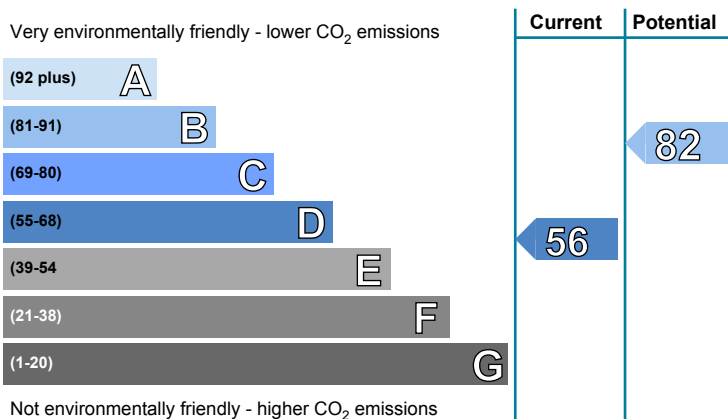 Current Potential
Very environmentally friendly - lower CO2 emissions
(92 plus) A
(81-91) B
82
(69-80) C
(55-68) D
56
(39-54 E
(21-38) F
(1-20) G
Not environmentally friendly - higher CO2 emissions